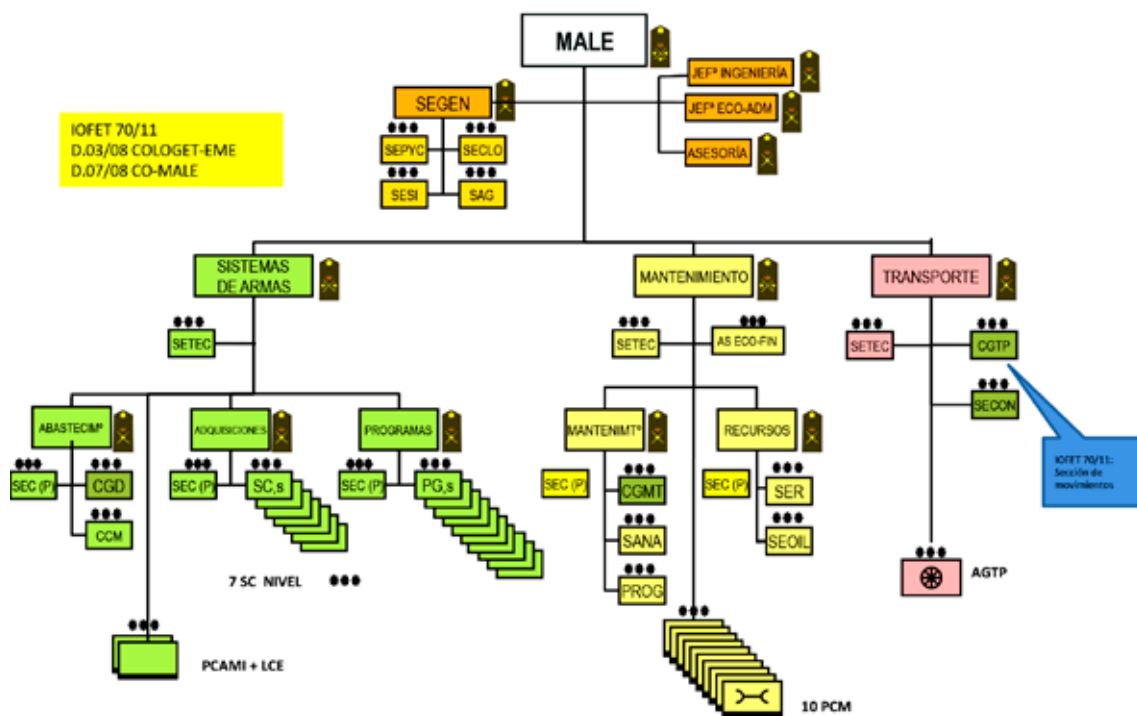 MALE
JEFª INGENIERÍA
SEGEN
JEFª ECO-ADM
IOFET 70/11
D.03/08 COLOGET-EME
D.07/08 CO-MALE
SEPYC
SECLO
ASESORÍA
SESI
SAG
SISTEMAS
DE ARMAS
MANTENIMIENTO
TRANSPORTE
SETEC
SETEC
AS ECO-FIN
SETEC
CGTP
SECON
ABASTECIMº
ADQUISICIONES
PROGRAMAS
MANTENIMTº
RECURSOS
IOFET 70/11:
Sección de
movimientos
SEC (P)
CGD
SEC (P)
SC,s
SEC (P)
PG,s
SEC (P)
CGMT
SEC (P)
SER
CCM
SANA
SEOIL
7 SC NIVEL
PROG
AGTP
PCAMI + LCE
10 PCM